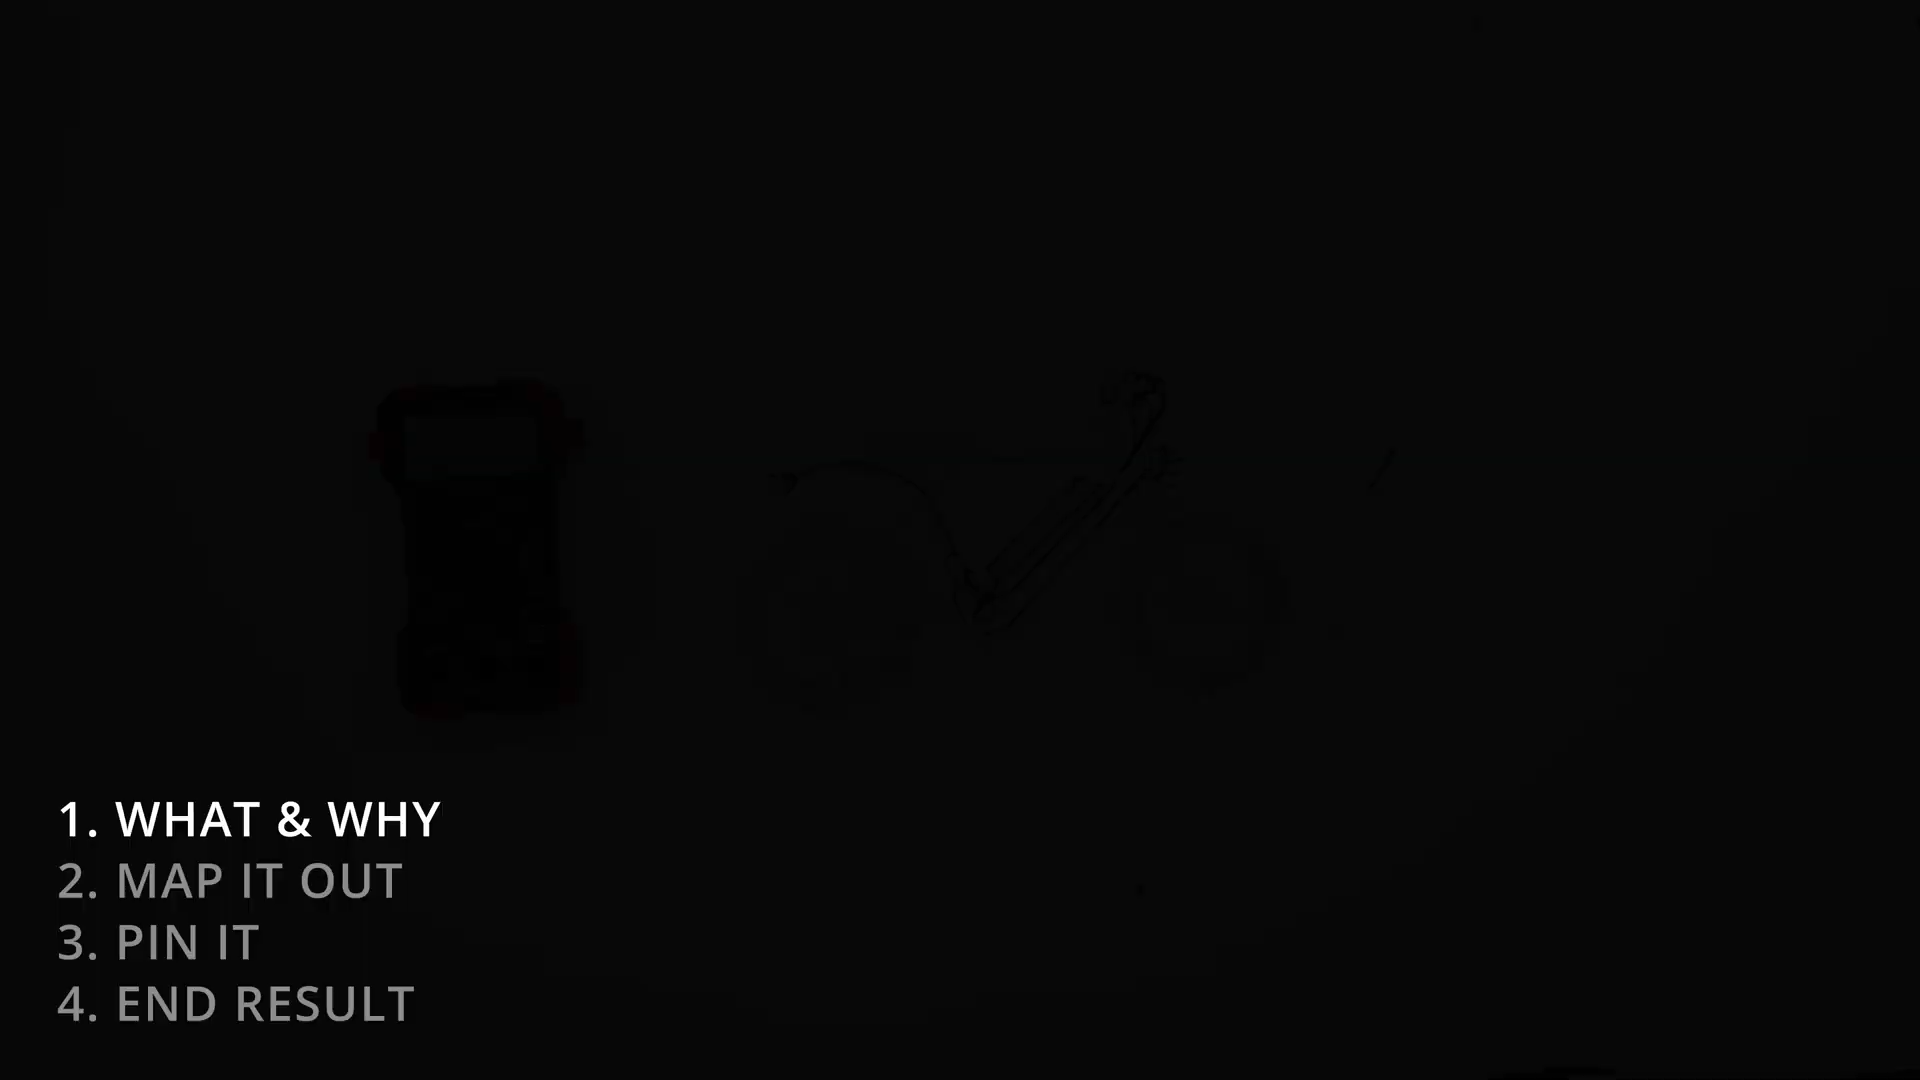 1. WHAT & WHY
2. MAP IT OUT
3. PIN IT
4. END RESULT